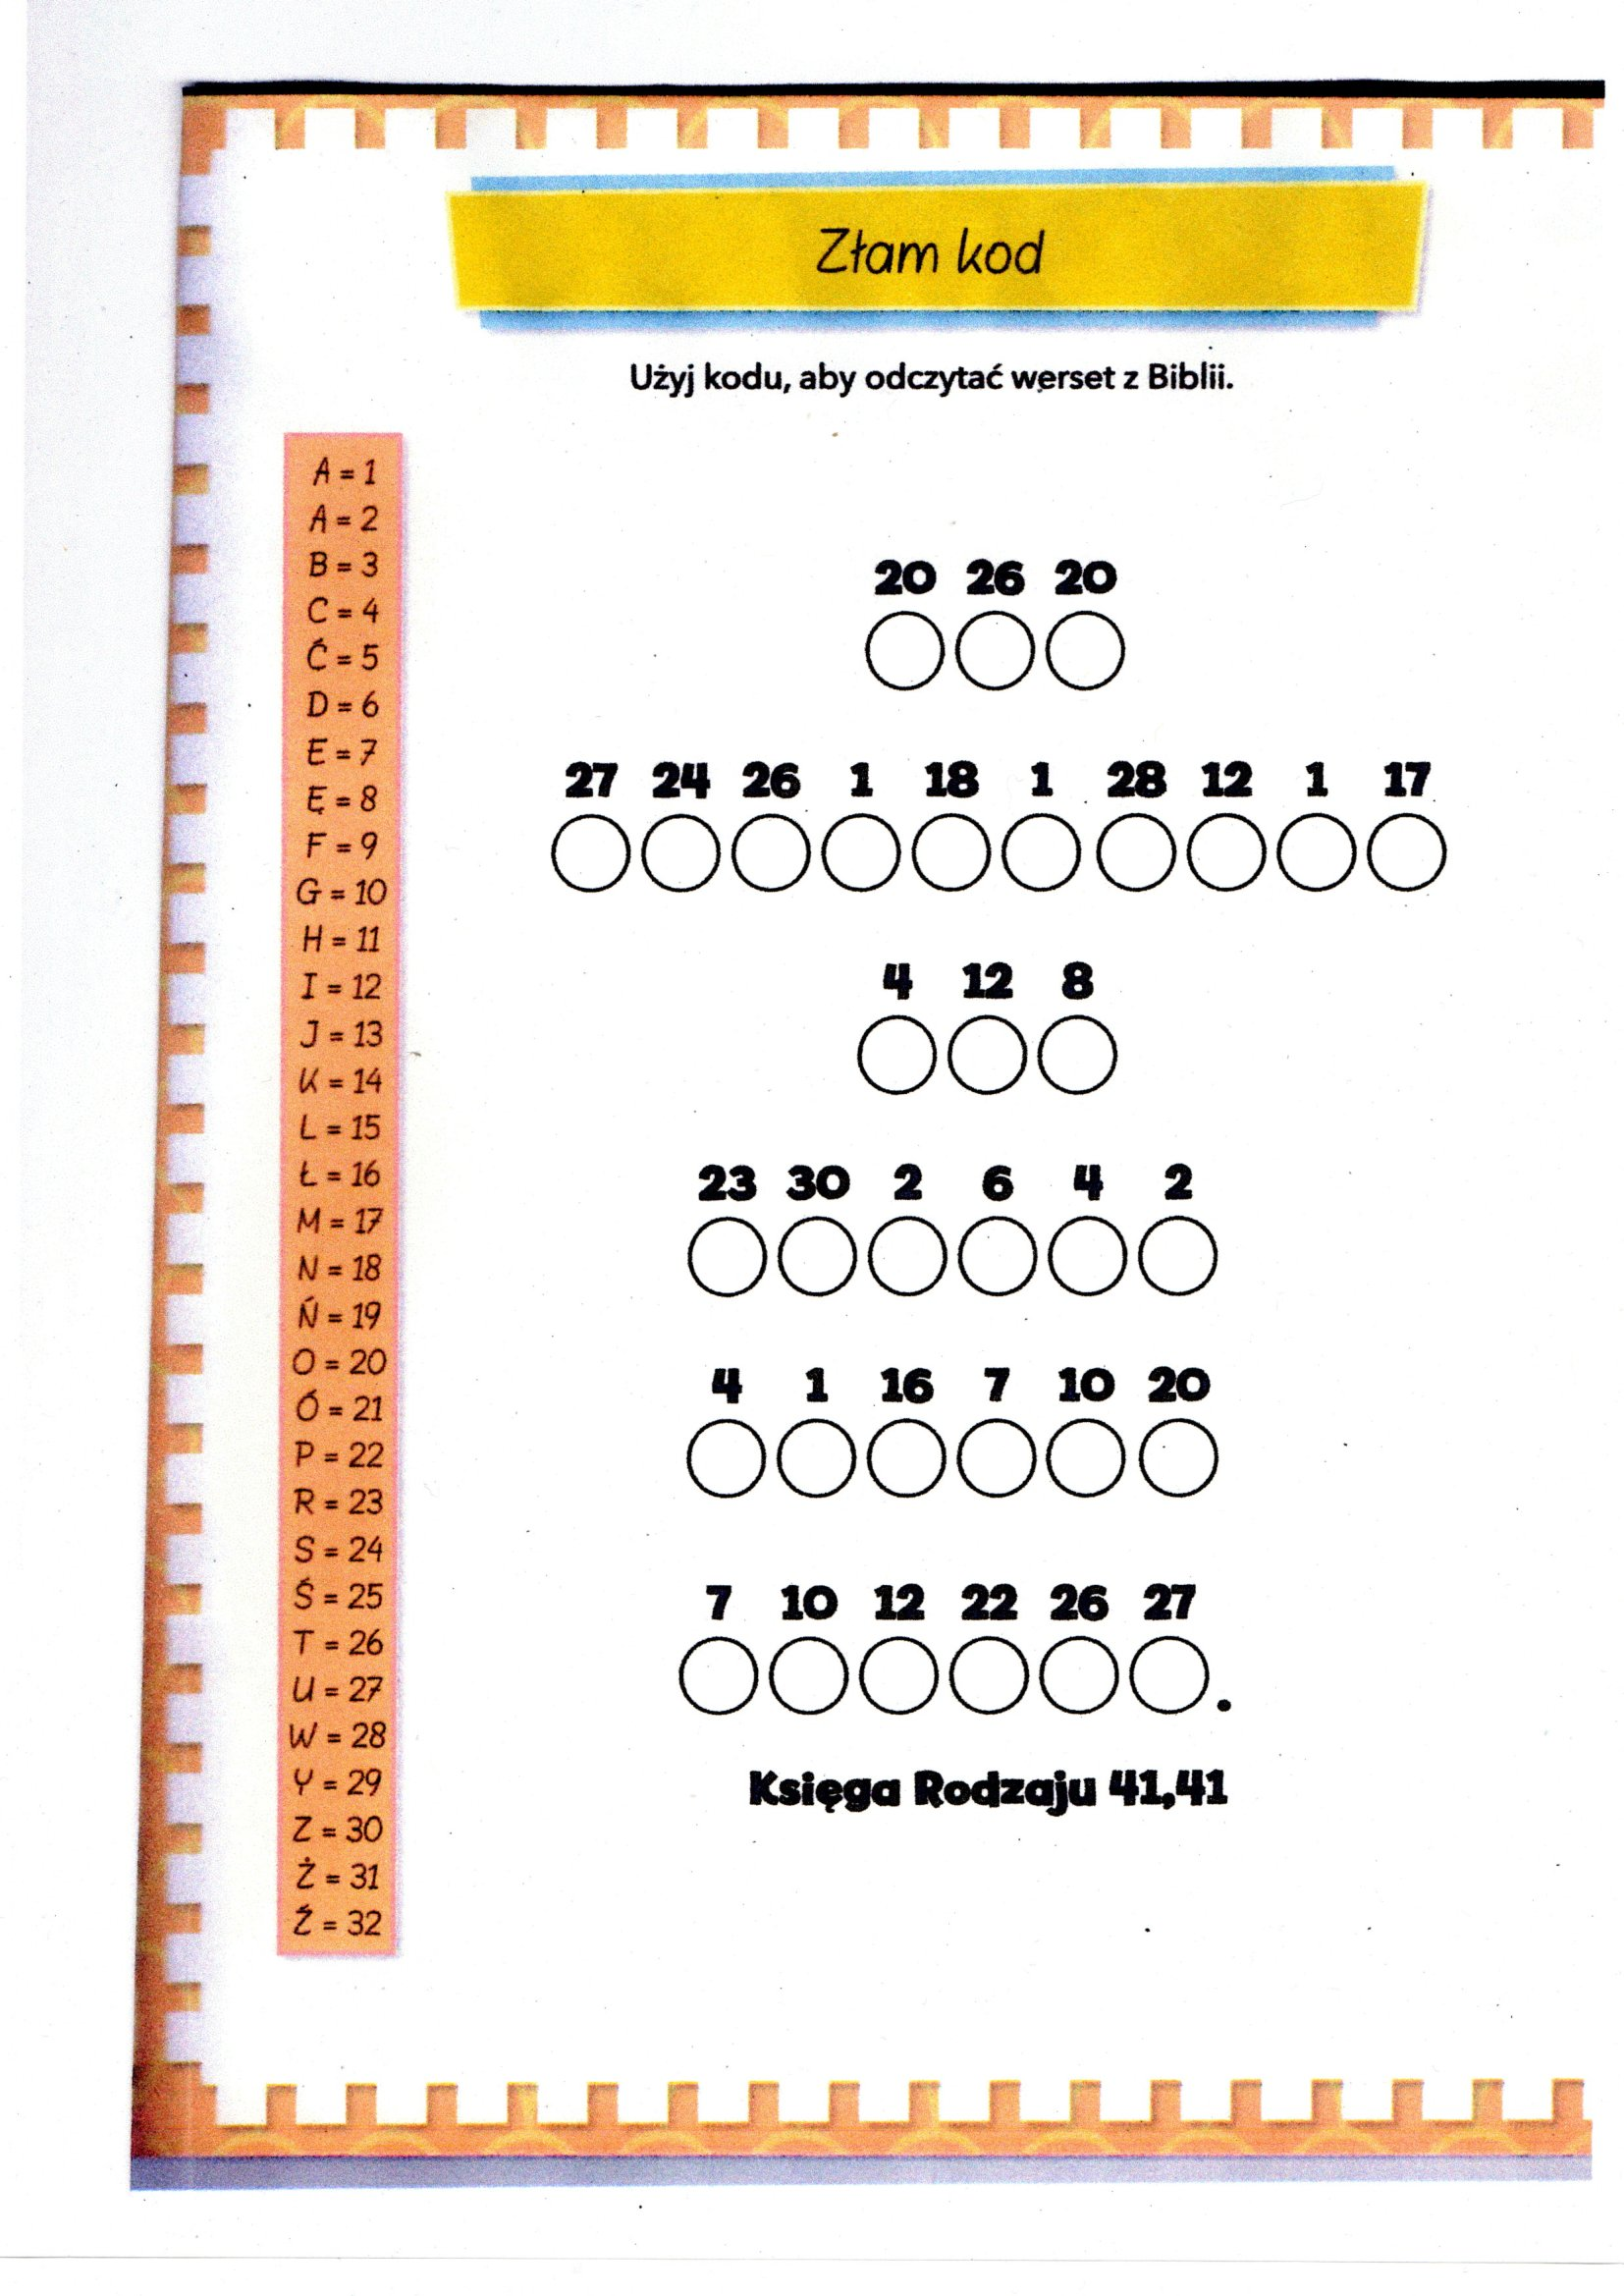 Złam kod
Użyj kodu, aby odczytać werset z Biblii.
A = 1
A = 2
B = 3
C = 4
Ć = 5
D = 6
E = 7
Ę = 8
F = 9
G = 10
H = 11
I = 12
J = 13
K = 14
L = 15
Ł = 16
M = 17
N = 18
Ń = 19
O = 20
Ó = 21
P = 22
R = 23
S = 24
Ś = 25
T = 26
U = 27
W = 28
Y = 29
Z = 30
Ż = 31
Ź = 32
20 26 20
27 24 26 1 18 1 28 12 1 17
4 12 8
23 30 2 6 4 2
4 1 16 7 10 20
7 10 12 22 26 27
.
Księga Rodzaju 41,41